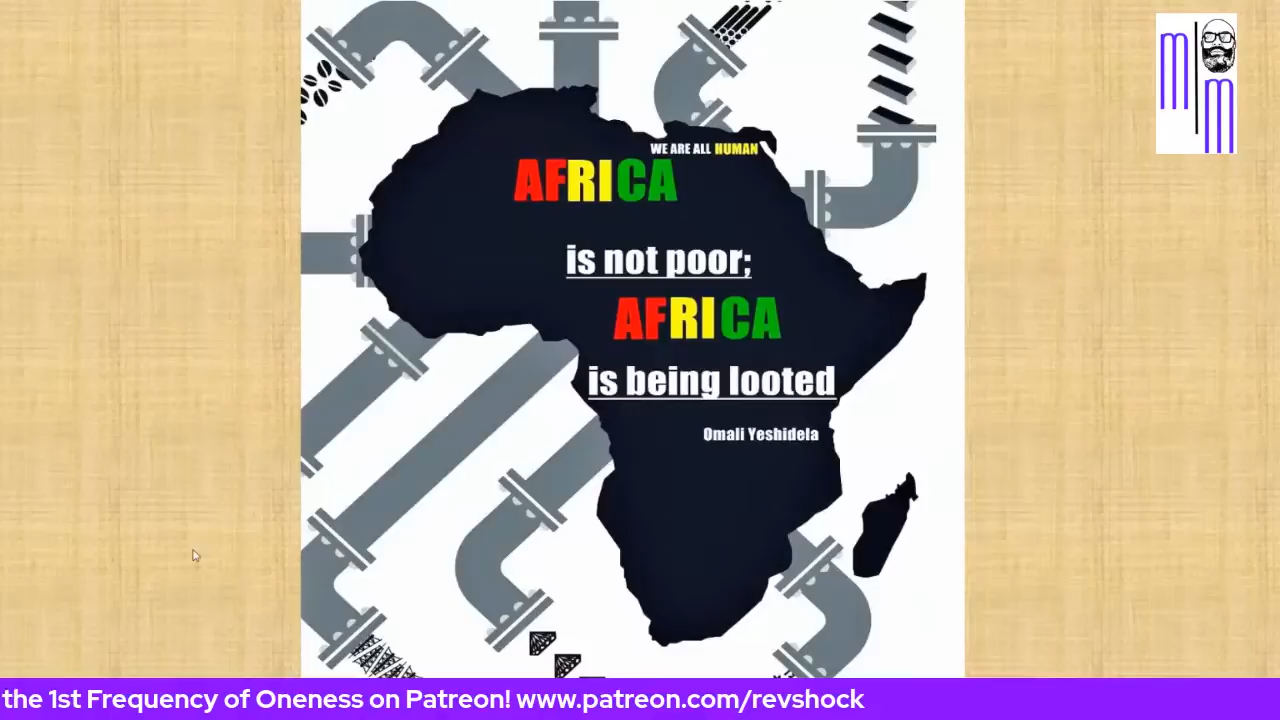 WE ARE ALL HUMAN
AFRICA
is not poor;
AFRICA
is being looted
Omali Yeshidela
m m
the 1st Frequency of Oneness on Patreon! www.patreon.com/revshock